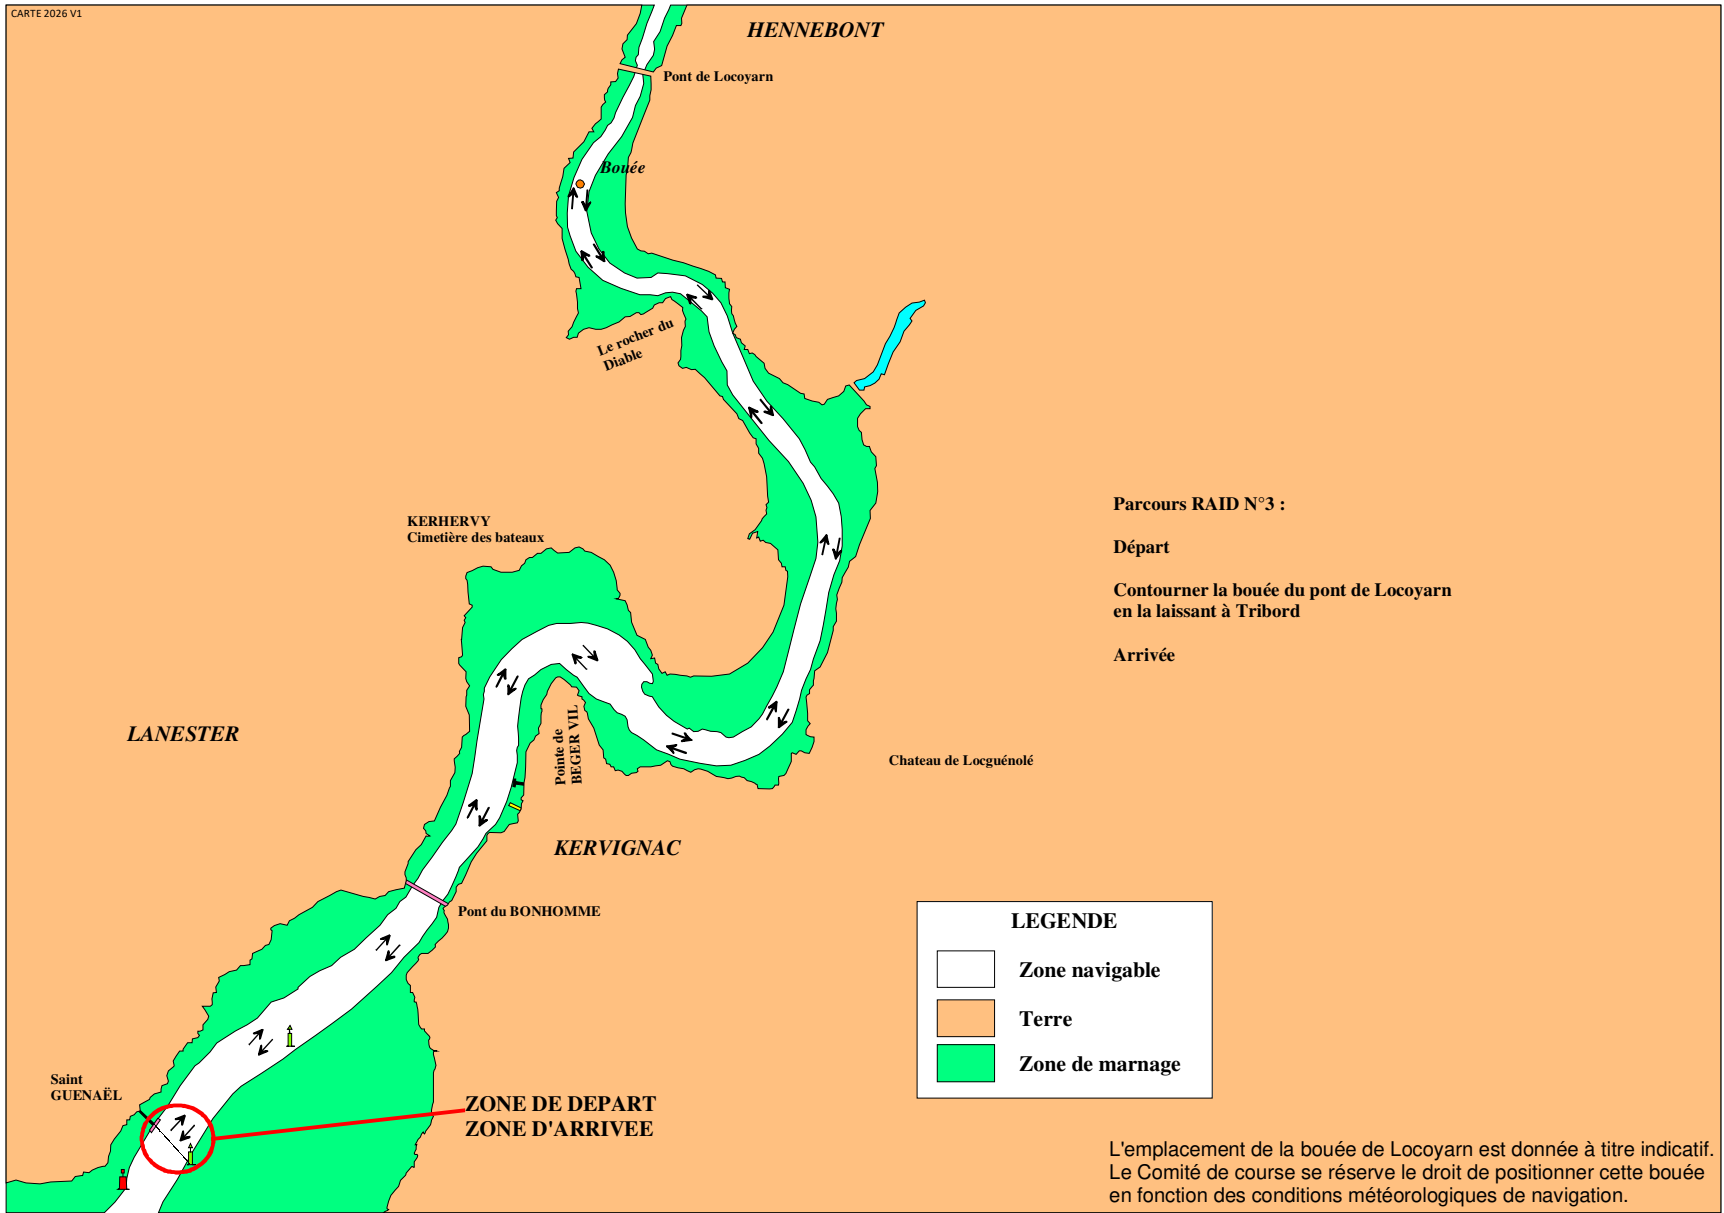 CARTE 2026 V1
HENNEBONT
Pont de Locoyarn
Bouée
Le rocher du
Diable
KERHERVY
Cimetière des bateaux
Parcours RAID N°3 :
Départ
Contourner la bouée du pont de Locoyarn
en la laissant à Tribord
Arrivée
LANESTER
Pointe de
BEGER VIL
Chateau de Locguénolé
KERVIGNAC
Pont du BONHOMME
LEGENDE
Zone navigable
Terre
Zone de marnage
Saint
GUENAËL
ZONE DE DEPART
ZONE D'ARRIVEE
L'emplacement de la bouée de Locoyarn est donnée à titre indicatif.
Le Comité de course se réserve le droit de positionner cette bouée
en fonction des conditions météorologiques de navigation.